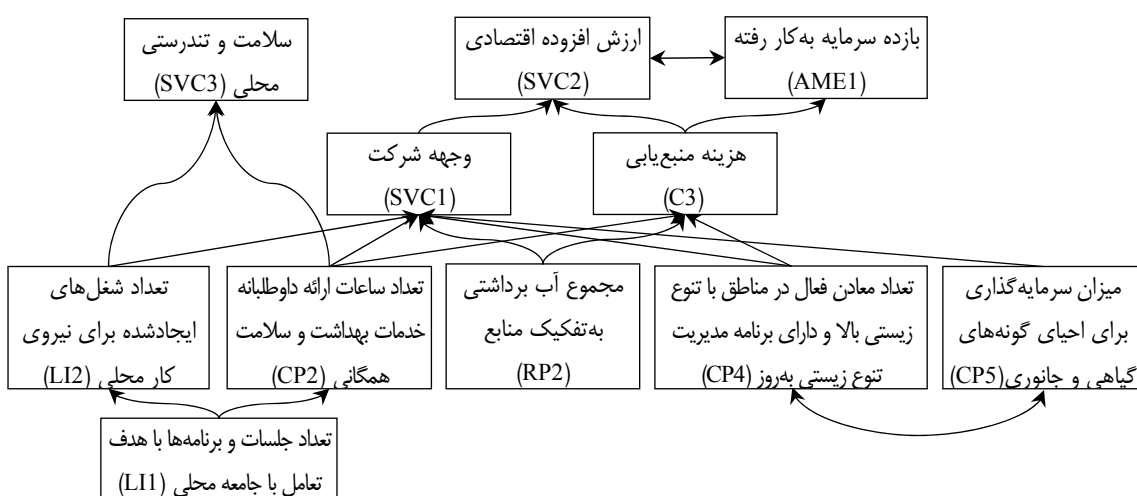 بازده سرمایه به‌کار رفته
(AME1)
ارزش افزوده اقتصادی
(SVC2)
سلامت و تندرستی
محلی (SVC3)
هزینه منبع‌یابی
(C3)
وجهه شرکت
(SVC1)
میزان سرمایه‌گذاری
برای احیای گونه‌های
گیاهی و جانوری(CP5)
تعداد معادن فعال در مناطق با تنوع
زیستی بالا و دارای برنامه مدیریت
تنوع زیستی به‌روز (CP4)
مجموع آب برداشتی
به‌تفکیک منابع
(RP2)
تعداد ساعات ارائه داوطلبانه
خدمات بهداشت و سلامت
همگانی (CP2)
تعداد شغل‌های
ایجادشده برای نیروی
کار محلی (LI2)
تعداد جلسات و برنامه‌ها با هدف
تعامل با جامعه محلی (LI1)